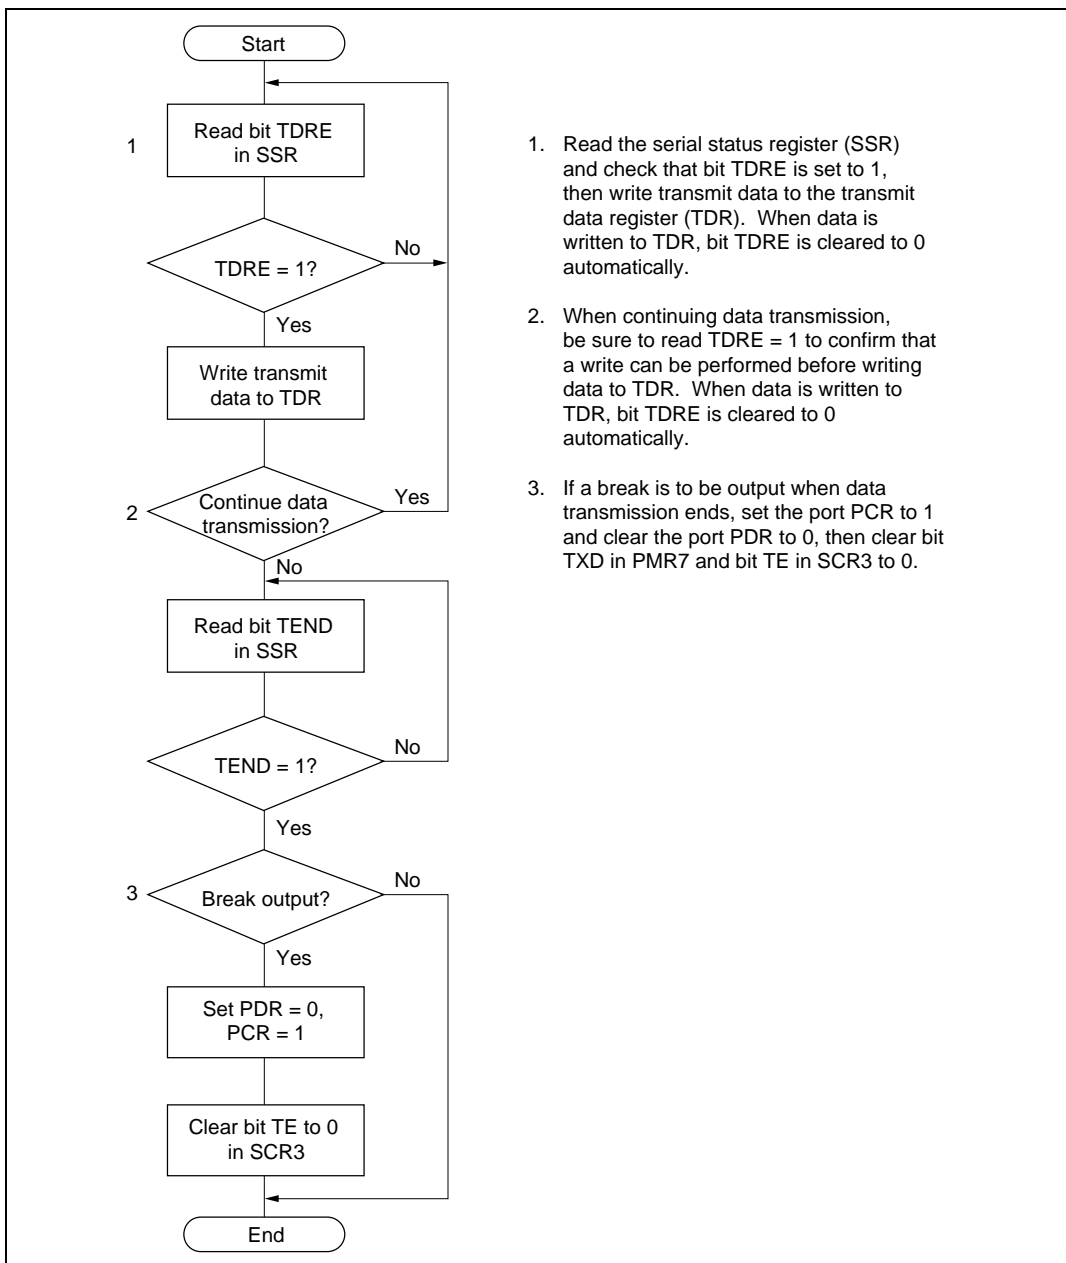 Start
1
Read bit TDRE
in SSR
TDRE = 1?
No
Yes
Write transmit
data to TDR
2
Continue data
transmission?
Yes
No
Read bit TEND
in SSR
TEND = 1?
No
Yes
3
Break output?
No
Yes
Set PDR = 0,
PCR = 1
Clear bit TE to 0
in SCR3
End
1. Read the serial status register (SSR)
and check that bit TDRE is set to 1,
then write transmit data to the transmit
data register (TDR). When data is
written to TDR, bit TDRE is cleared to 0
automatically.
2. When continuing data transmission,
be sure to read TDRE = 1 to confirm that
a write can be performed before writing
data to TDR. When data is written to
TDR, bit TDRE is cleared to 0
automatically.
3. If a break is to be output when data
transmission ends, set the port PCR to 1
and clear the port PDR to 0, then clear bit
TXD in PMR7 and bit TE in SCR3 to 0.